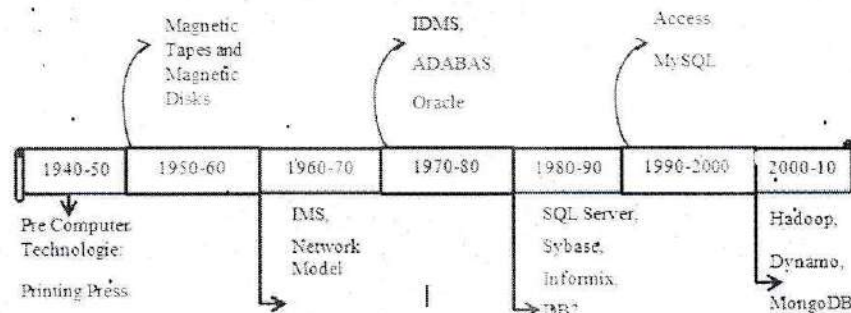 Magnetic
Tapes and
Magnetic
Disks
IDMS,
ADABAS,
Oracle
Access
MySQL
1940-50 1950-60 1960-70 1970-80 1980-90 1990-2000 2000-10
Pre Computer
Technologie:
Printing Press
IMS,
Network
Model
SQL Server,
Sybase,
Informix,
DB2
Hadoop,
Dynamo,
MongoDB